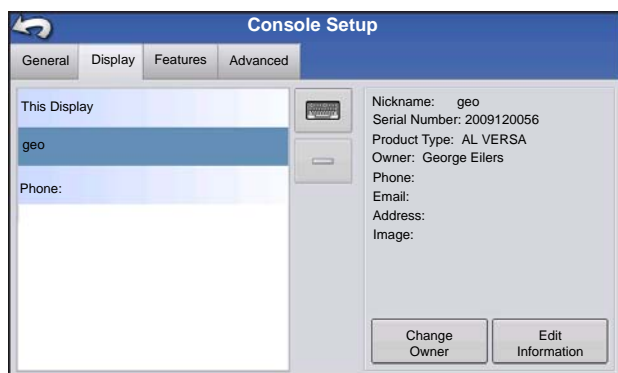 Console Setup
General Display Features Advanced
This Display
geo
Phone:
Nickname: geo
Serial Number: 2009120056
Product Type: AL VERSA
Owner: George Eilers
Phone:
Email:
Address:
Image:
Change
Owner
Edit
Information